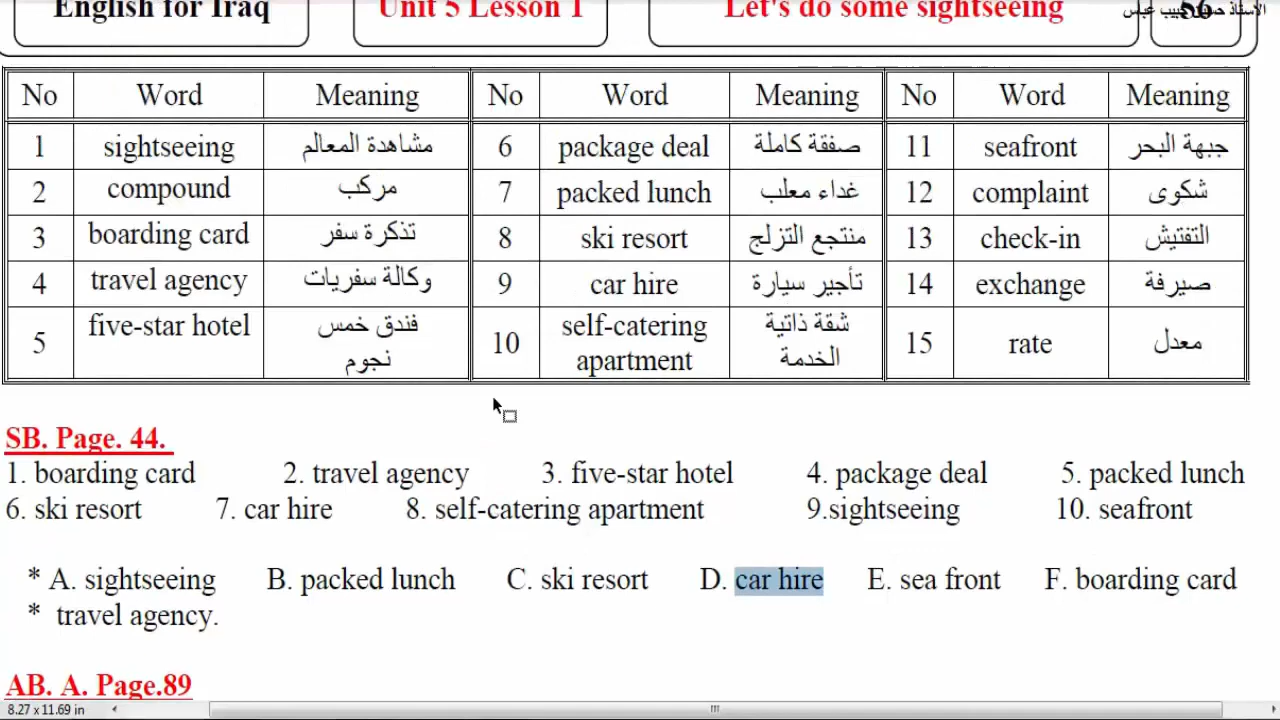 English for Iraq Unit 5 Lesson 1 Let's do some sightseeing 56
No Word Meaning No Word Meaning No Word Meaning
1 sightseeing مشاهدة المعالم 6 package deal صفقة كاملة 11 seafront جبهة البحر
2 compound مركب 7 packed lunch غداء معلب 12 complaint شكوى
3 boarding card تذكرة سفر 8 ski resort منتجع التزلج 13 check-in التفتيش
4 travel agency وكالة سفريات 9 car hire تأجير سيارة 14 exchange صيرفة
5 five-star hotel فندق خمس نجوم 10 self-catering apartment شقة ذاتية الخدمة 15 rate معدل
SB. Page. 44.
1. boarding card 2. travel agency 3. five-star hotel 4. package deal 5. packed lunch
6. ski resort 7. car hire 8. self-catering apartment 9.sightseeing 10. seafront
* A. sightseeing B. packed lunch C. ski resort D. car hire E. sea front F. boarding card
* travel agency.
AB. A. Page.89
8.27 x 11.69 in